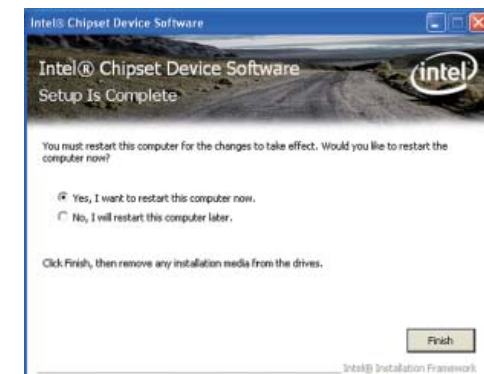 Intel® Chipset Device Software
Intel® Chipset Device Software
intel
Setup Is Complete
You must restart this computer for the changes to take effect. Would you like to restart the
computer now?
Yes, I want to restart this computer now.
No, I will restart this computer later.
Click Finish, then remove any installation media from the drives.
Finish
Intel® Installation Framework